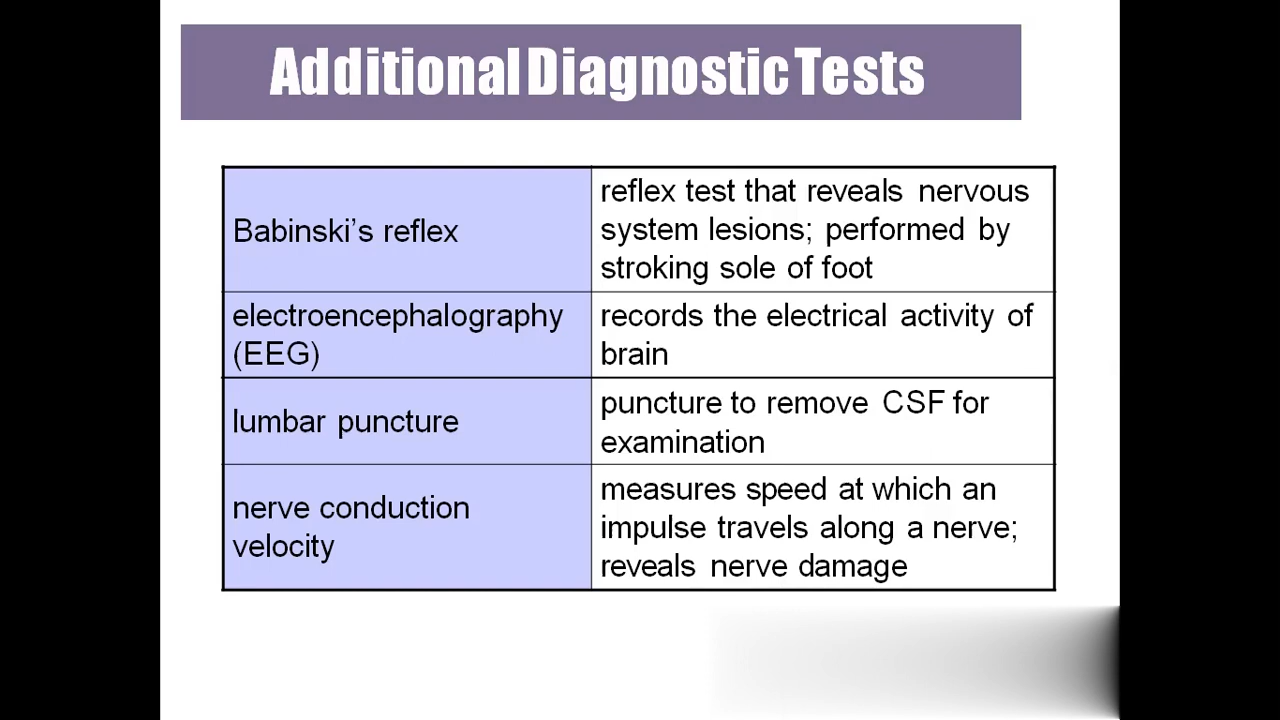 Additional Diagnostic Tests
Babinski’s reflex
reflex test that reveals nervous
system lesions; performed by
stroking sole of foot
electroencephalography
(EEG)
records the electrical activity of
brain
lumbar puncture
puncture to remove CSF for
examination
nerve conduction
velocity
measures speed at which an
impulse travels along a nerve;
reveals nerve damage